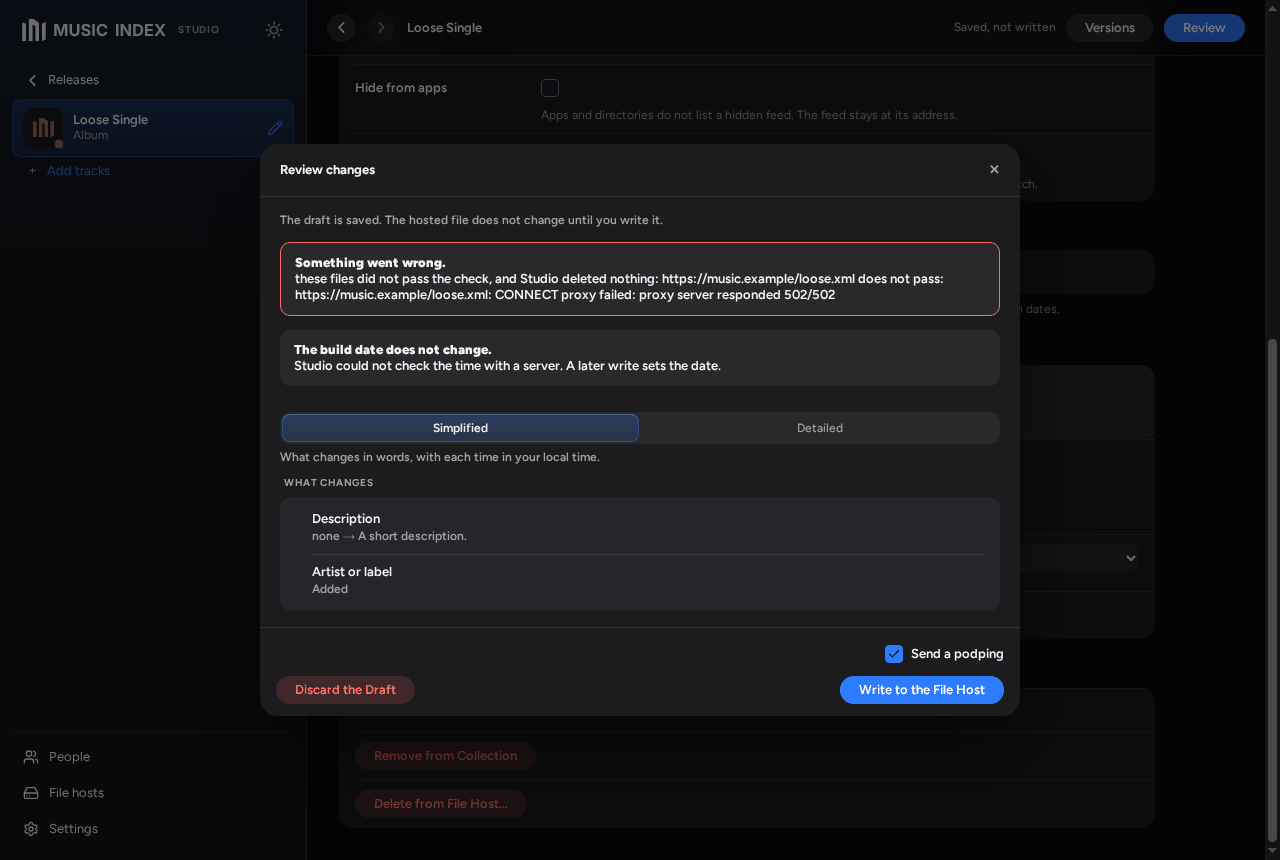 MUSIC INDEX STUDIO
Releases
Loose Single
Album
+ Add tracks
People
File hosts
Settings
Loose Single
Saved, not written
Versions
Review
Hide from apps
Apps and directories do not list a hidden feed. The feed stays at its address.
Review changes
×
The draft is saved. The hosted file does not change until you write it.
Something went wrong.
these files did not pass the check, and Studio deleted nothing: https://music.example/loose.xml does not pass:
https://music.example/loose.xml: CONNECT proxy failed: proxy server responded 502/502
The build date does not change.
Studio could not check the time with a server. A later write sets the date.
Simplified
Detailed
What changes in words, with each time in your local time.
WHAT CHANGES
Description
none → A short description.
Artist or label
Added
Send a podping
Discard the Draft
Write to the File Host
dates.
Remove from Collection
Delete from File Host...